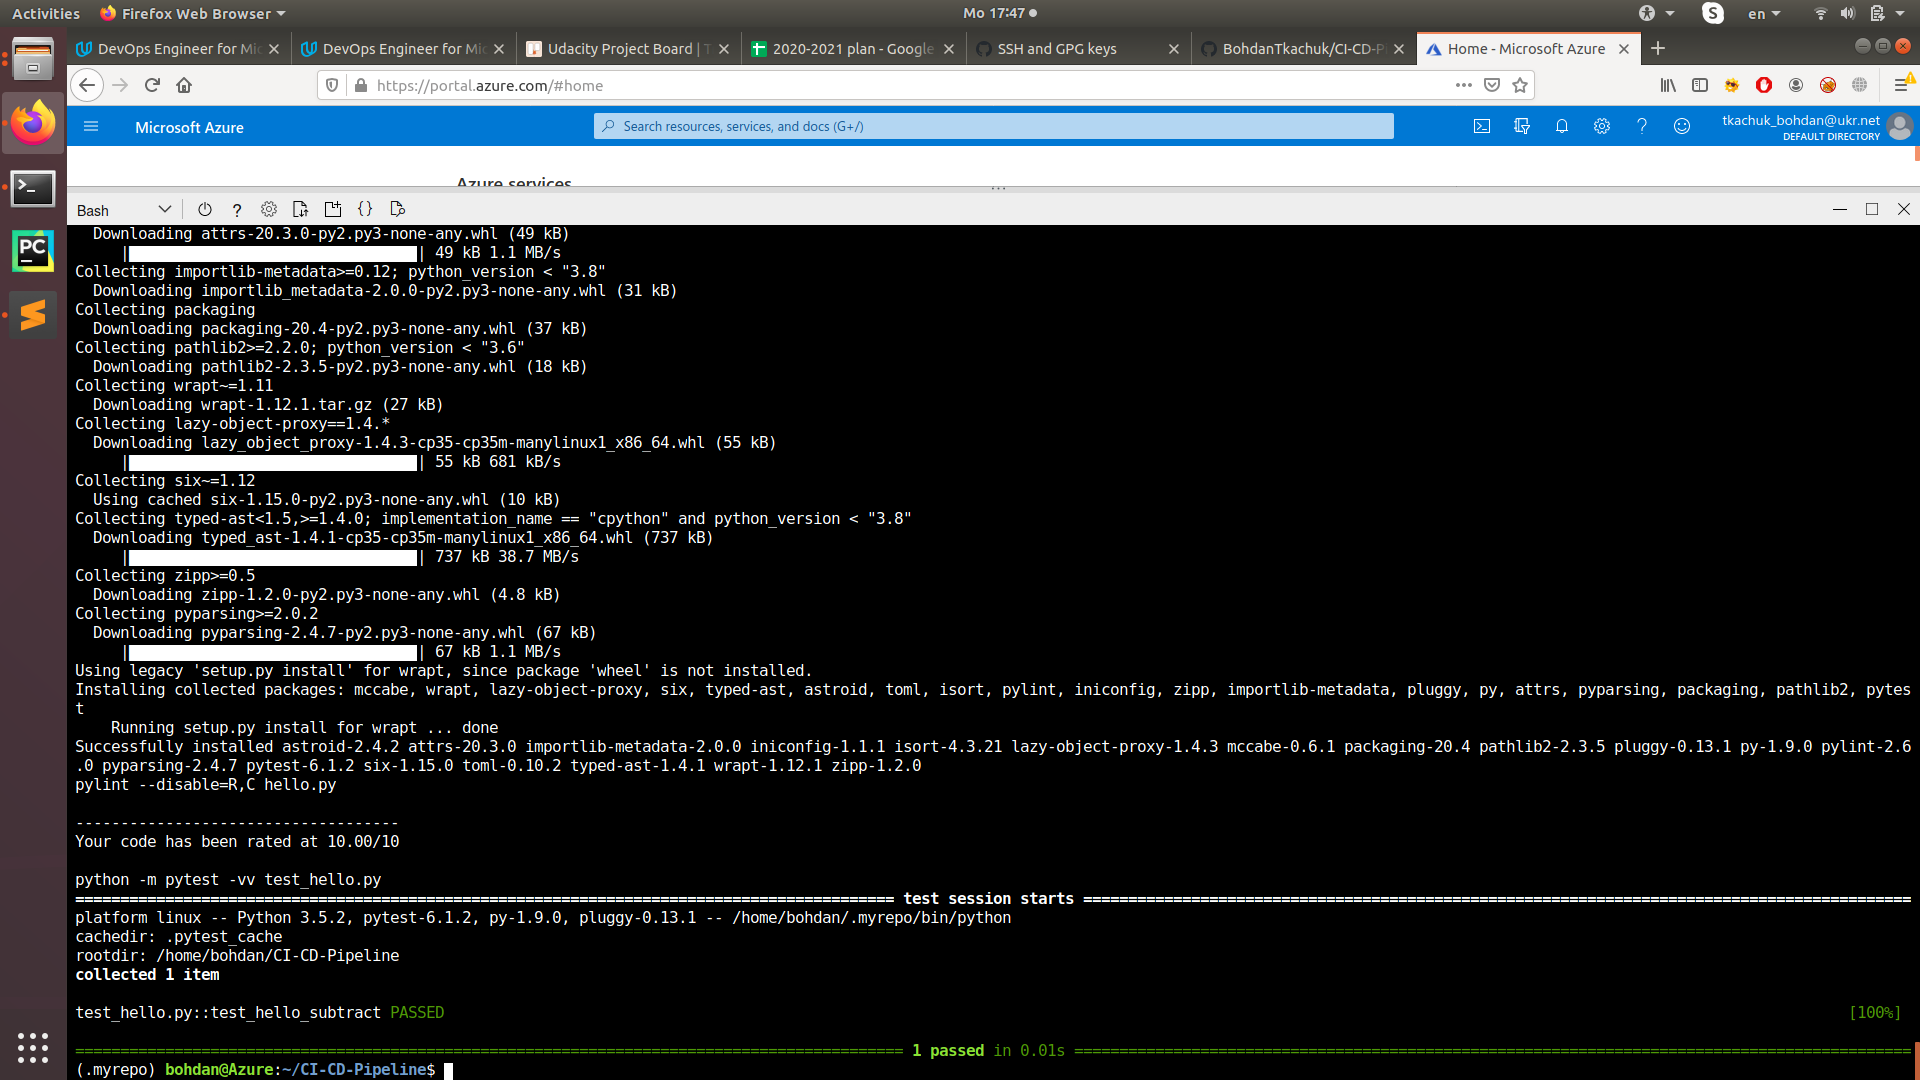 Activities
Firefox Web Browser
Mo 17:47
en
DevOps Engineer for Mic
DevOps Engineer for Mic
Udacity Project Board | T
2020-2021 plan - Google
SSH and GPG keys
BohdanTkachuk/CI-CD-P
Home - Microsoft Azure
https://portal.azure.com/#home
Microsoft Azure
Search resources, services, and docs (G+/)
tkachuk_bohdan@ukr.net
DEFAULT DIRECTORY
Azure services
Bash
Downloading attrs-20.3.0-py2.py3-none-any.whl (49 kB)
| | 49 kB 1.1 MB/s
Collecting importlib-metadata>=0.12; python_version < "3.8"
Downloading importlib_metadata-2.0.0-py2.py3-none-any.whl (31 kB)
Collecting packaging
Downloading packaging-20.4-py2.py3-none-any.whl (37 kB)
Collecting pathlib2>=2.2.0; python_version < "3.6"
Downloading pathlib2-2.3.5-py2.py3-none-any.whl (18 kB)
Collecting wrapt~=1.11
Downloading wrapt-1.12.1.tar.gz (27 kB)
Collecting lazy-object-proxy==1.4.*
Downloading lazy_object_proxy-1.4.3-cp35-cp35m-manylinux1_x86_64.whl (55 kB)
| | 55 kB 681 kB/s
Collecting six~=1.12
Using cached six-1.15.0-py2.py3-none-any.whl (10 kB)
Collecting typed-ast<1.5,>=1.4.0; implementation_name == "cpython" and python_version < "3.8"
Downloading typed_ast-1.4.1-cp35-cp35m-manylinux1_x86_64.whl (737 kB)
| | 737 kB 38.7 MB/s
Collecting zipp>=0.5
Downloading zipp-1.2.0-py2.py3-none-any.whl (4.8 kB)
Collecting pyparsing>=2.0.2
Downloading pyparsing-2.4.7-py2.py3-none-any.whl (67 kB)
| | 67 kB 1.1 MB/s
Using legacy 'setup.py install' for wrapt, since package 'wheel' is not installed.
Installing collected packages: mccabe, wrapt, lazy-object-proxy, six, typed-ast, astroid, toml, isort, pylint, iniconfig, zipp, importlib-metadata, pluggy, py, attrs, pyparsing, packaging, pathlib2, pytes
t
Running setup.py install for wrapt ... done
Successfully installed astroid-2.4.2 attrs-20.3.0 importlib-metadata-2.0.0 iniconfig-1.1.1 isort-4.3.21 lazy-object-proxy-1.4.3 mccabe-0.6.1 packaging-20.4 pathlib2-2.3.5 pluggy-0.13.1 py-1.9.0 pylint-2.6
.0 pyparsing-2.4.7 pytest-6.1.2 six-1.15.0 toml-0.10.2 typed-ast-1.4.1 wrapt-1.12.1 zipp-1.2.0
pylint --disable=R,C hello.py
------------------------------------
Your code has been rated at 10.00/10
python -m pytest -vv test_hello.py
=========================================================================================== test session starts ============================================================================================
platform linux -- Python 3.5.2, pytest-6.1.2, py-1.9.0, pluggy-0.13.1 -- /home/bohdan/.myrepo/bin/python
cachedir: .pytest_cache
rootdir: /home/bohdan/CI-CD-Pipeline
collected 1 item
test_hello.py::test_hello_subtract PASSED [100%]
============================================================================================ 1 passed in 0.01s =============================================================================================
(.myrepo) bohdan@Azure:~/CI-CD-Pipeline$